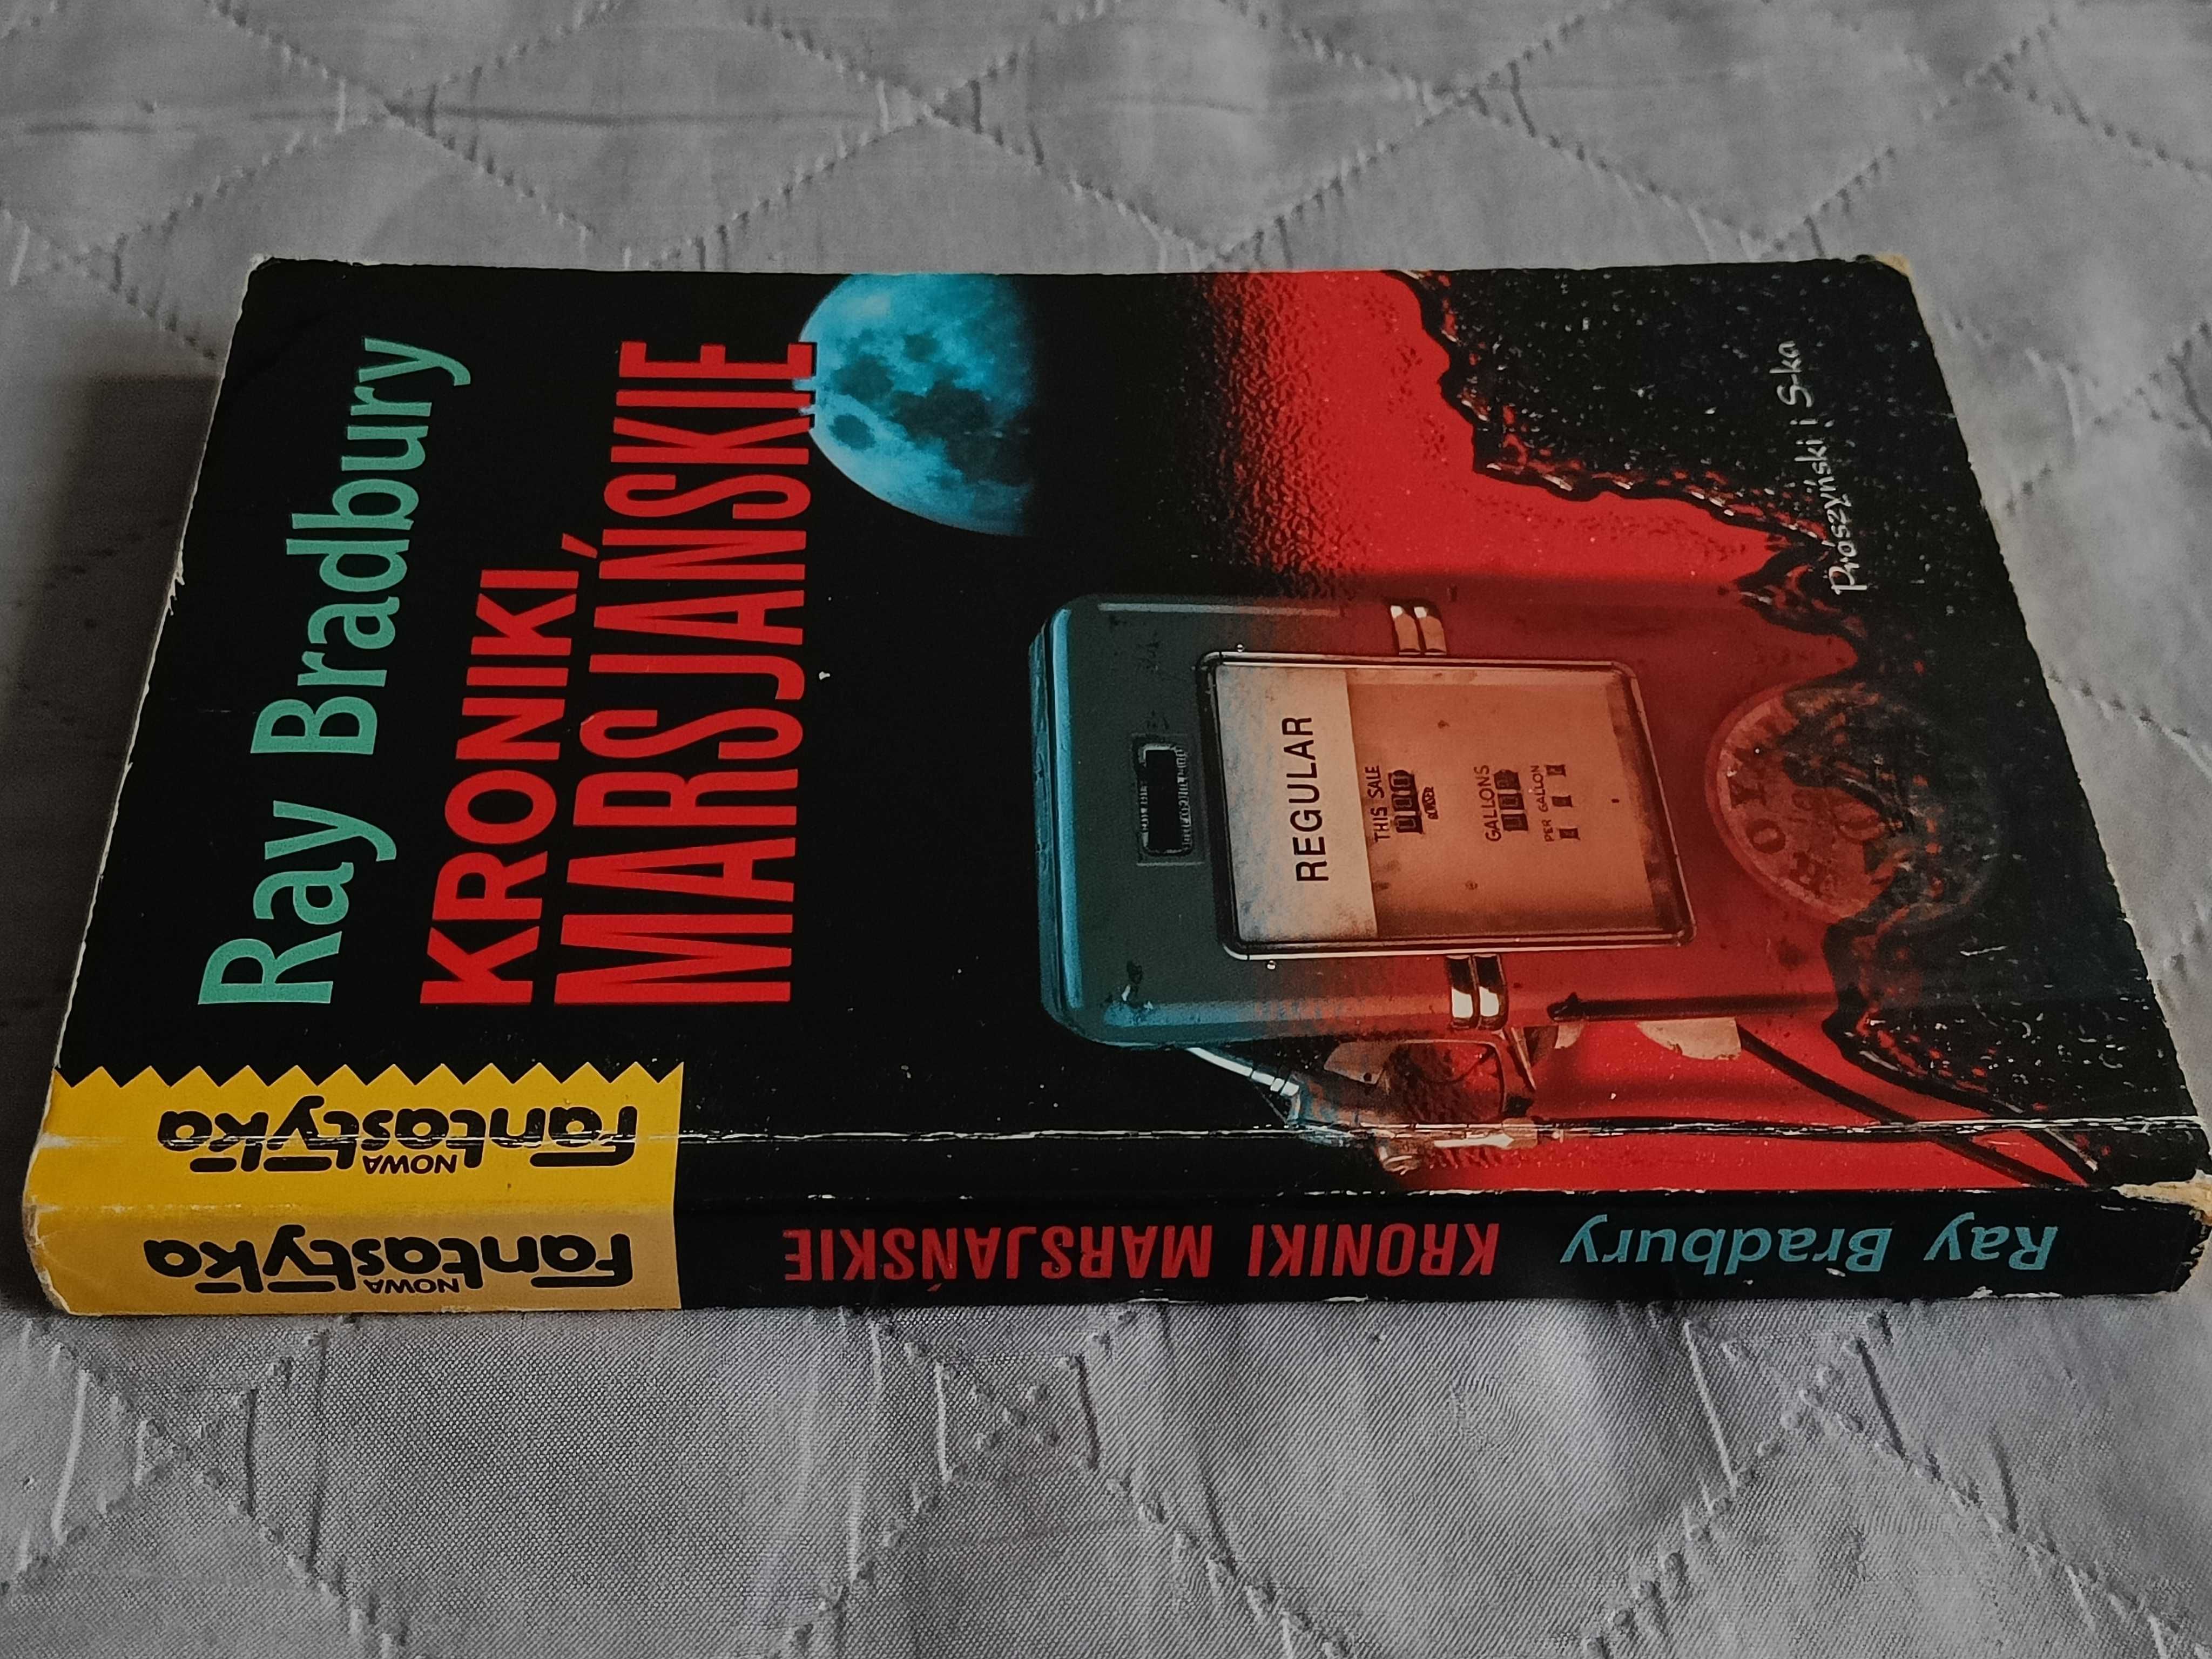 Ray Bradbury
KRONIKI
MARSJAŃSKIE
REGULAR
THIS SALE
GALLONS
PER GALLON
Prószyński i S-ka
NOWA
Fantastyka
Ray Bradbury KRONIKI MARSJAŃSKIE
NOWA
Fantastyka